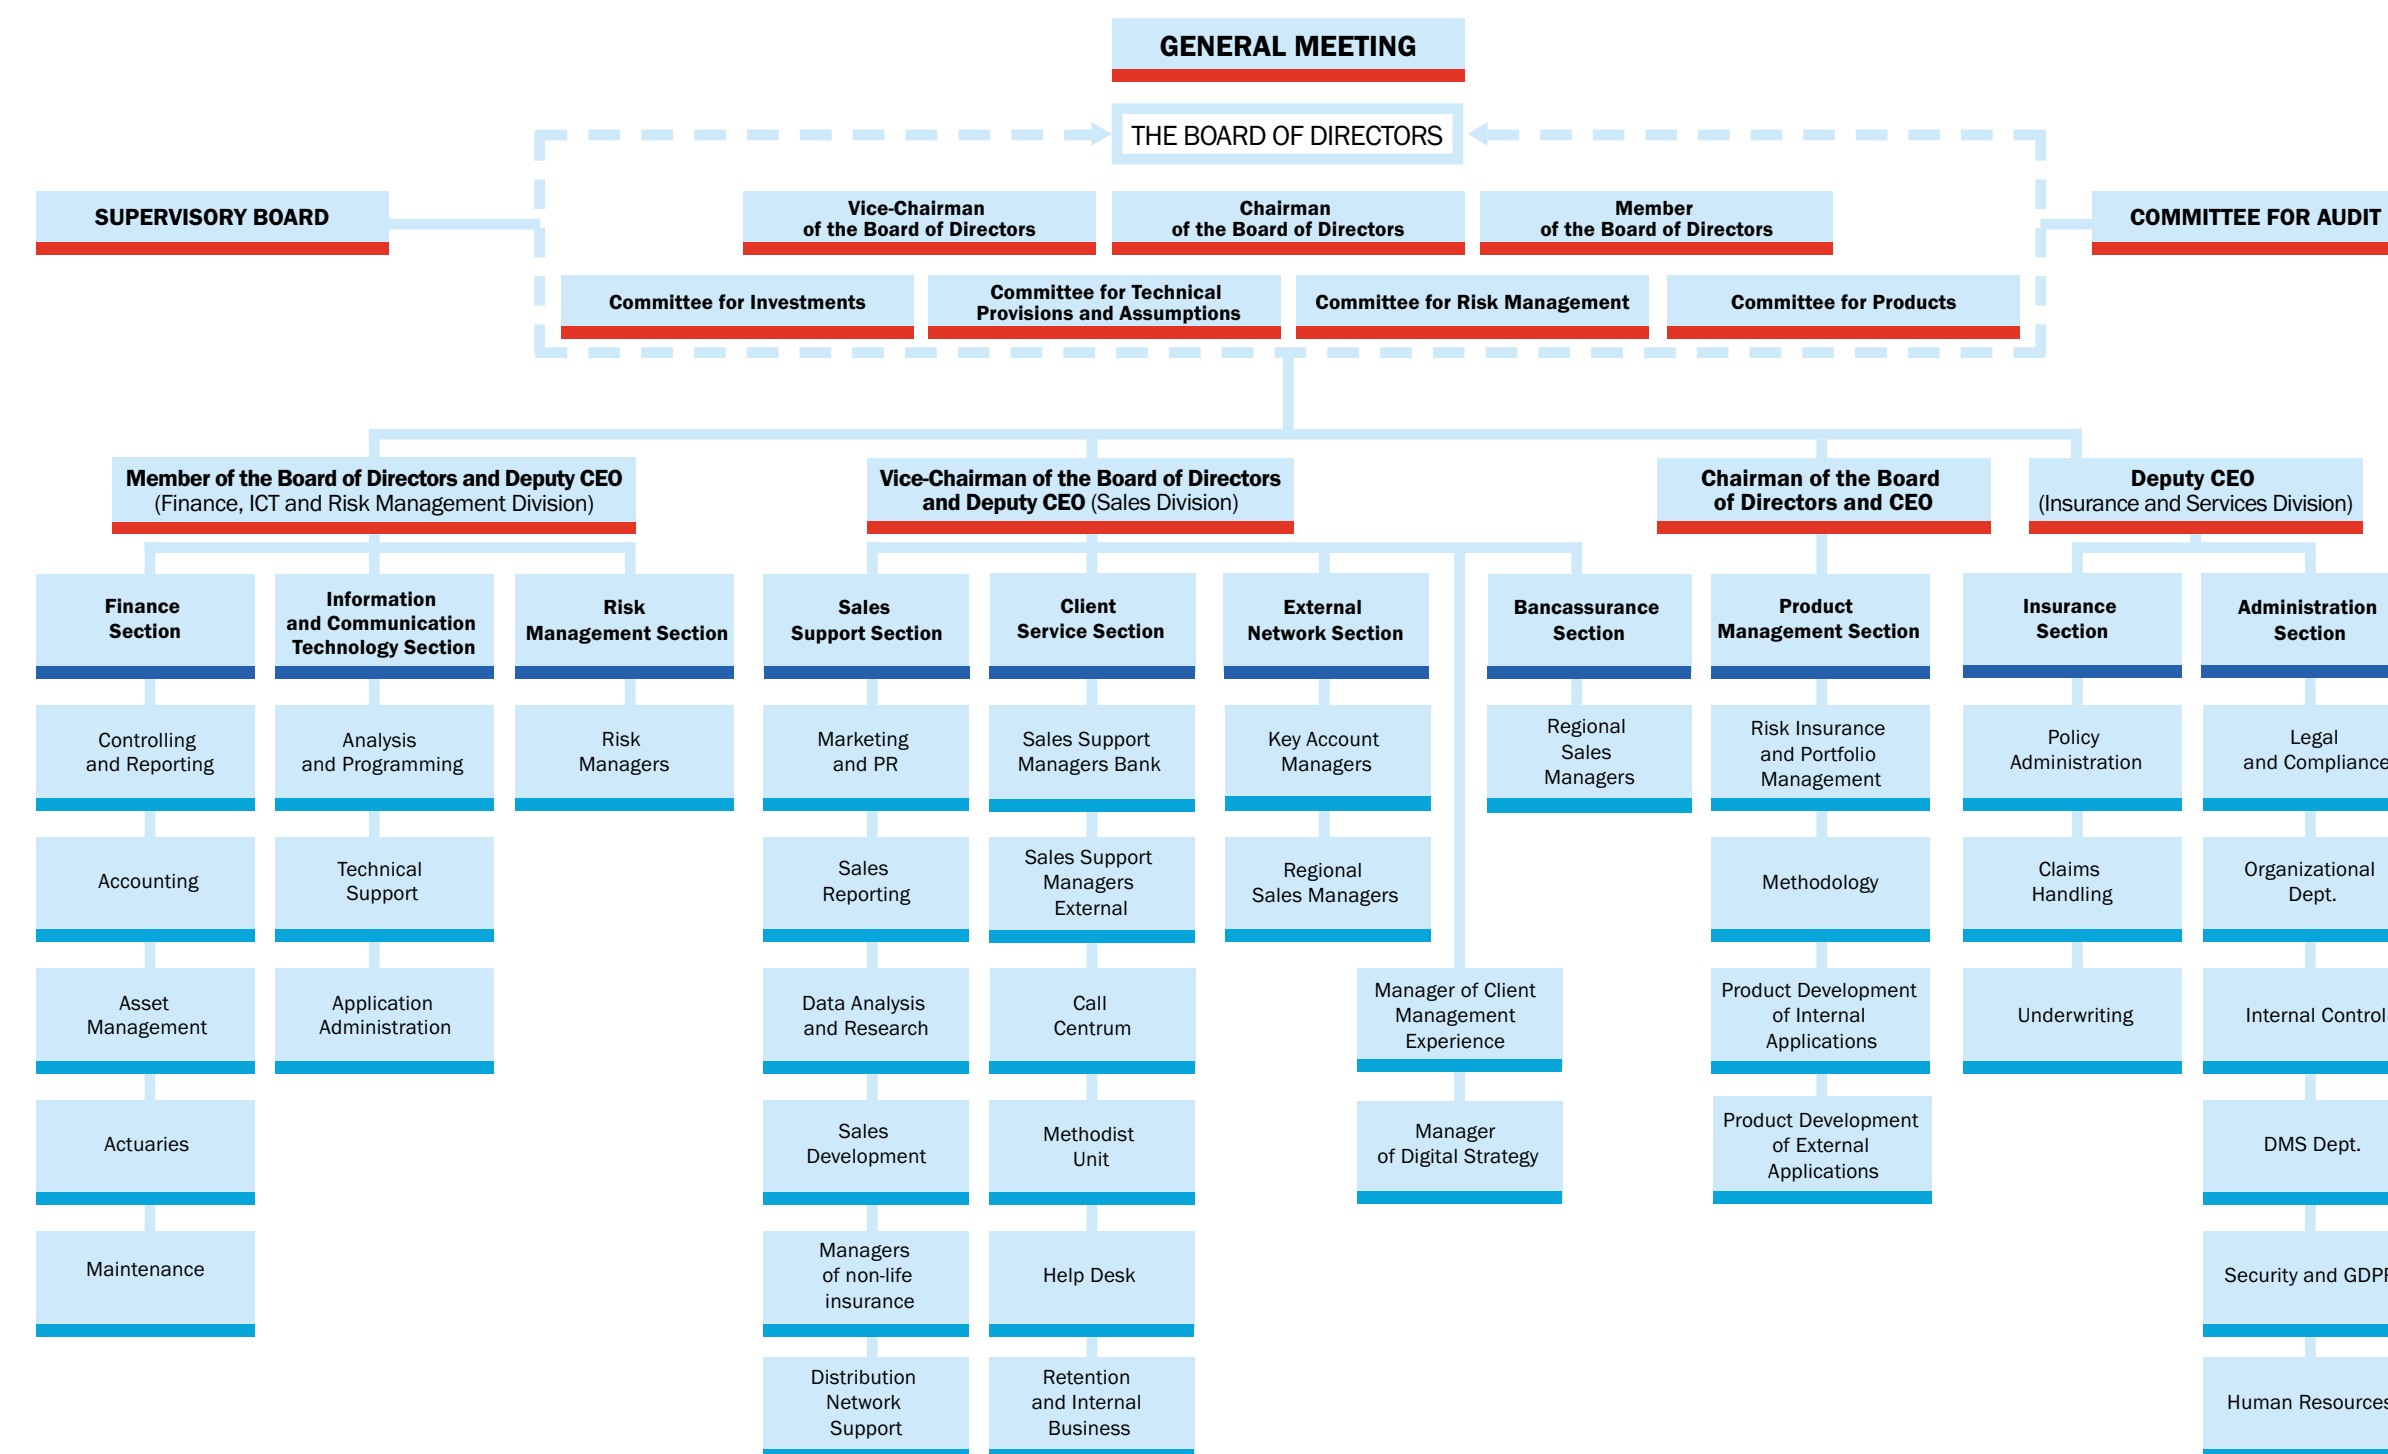 GENERAL MEETING
THE BOARD OF DIRECTORS
SUPERVISORY BOARD
Vice-Chairman
of the Board of Directors
Chairman
of the Board of Directors
Member
of the Board of Directors
COMMITTEE FOR AUDIT
Committee for Investments
Committee for Technical
Provisions and Assumptions
Committee for Risk Management
Committee for Products
Member of the Board of Directors and Deputy CEO
(Finance, ICT and Risk Management Division)
Vice-Chairman of the Board of Directors
and Deputy CEO (Sales Division)
Chairman of the Board
of Directors and CEO
Deputy CEO
(Insurance and Services Division)
Finance
Section
Information
and Communication
Technology Section
Risk
Management Section
Sales
Support Section
Client
Service Section
External
Network Section
Bancassurance
Section
Product
Management Section
Insurance
Section
Administration
Section
Controlling
and Reporting
Analysis
and Programming
Risk
Managers
Marketing
and PR
Sales Support
Managers Bank
Key Account
Managers
Regional
Sales
Managers
Risk Insurance
and Portfolio
Management
Policy
Administration
Legal
and Compliance
Accounting
Technical
Support
Sales
Reporting
Sales Support
Managers
External
Regional
Sales Managers
Methodology
Claims
Handling
Organizational
Dept.
Asset
Management
Application
Administration
Data Analysis
and Research
Call
Centrum
Manager of Client
Management
Experience
Product Development
of Internal
Applications
Underwriting
Internal Control
Actuaries
Sales
Development
Methodist
Unit
Manager
of Digital Strategy
Product Development
of External
Applications
DMS Dept.
Maintenance
Managers
of non-life
insurance
Help Desk
Security and GDPR
Distribution
Network
Support
Retention
and Internal
Business
Human Resources